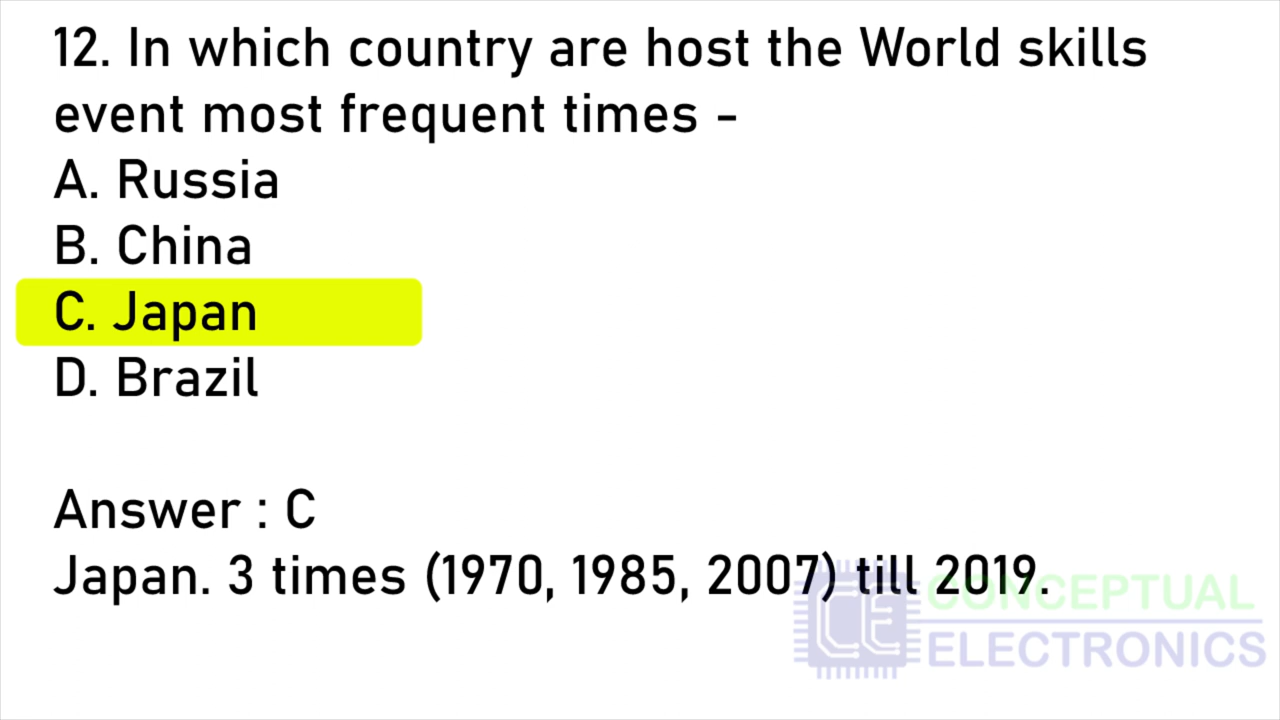 12. In which country are host the World skills
event most frequent times -
A. Russia
B. China
C. Japan
D. Brazil
Answer : C
Japan. 3 times (1970, 1985, 2007) till 2019.
CE CONCEPTUAL
ELECTRONICS